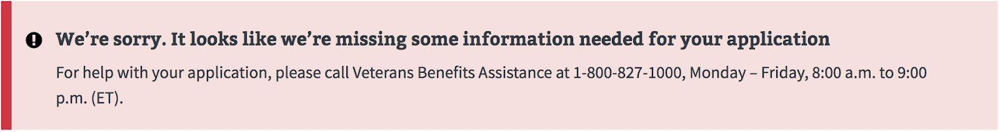 We’re sorry. It looks like we’re missing some information needed for your application
For help with your application, please call Veterans Benefits Assistance at 1-800-827-1000, Monday – Friday, 8:00 a.m. to 9:00
p.m. (ET).